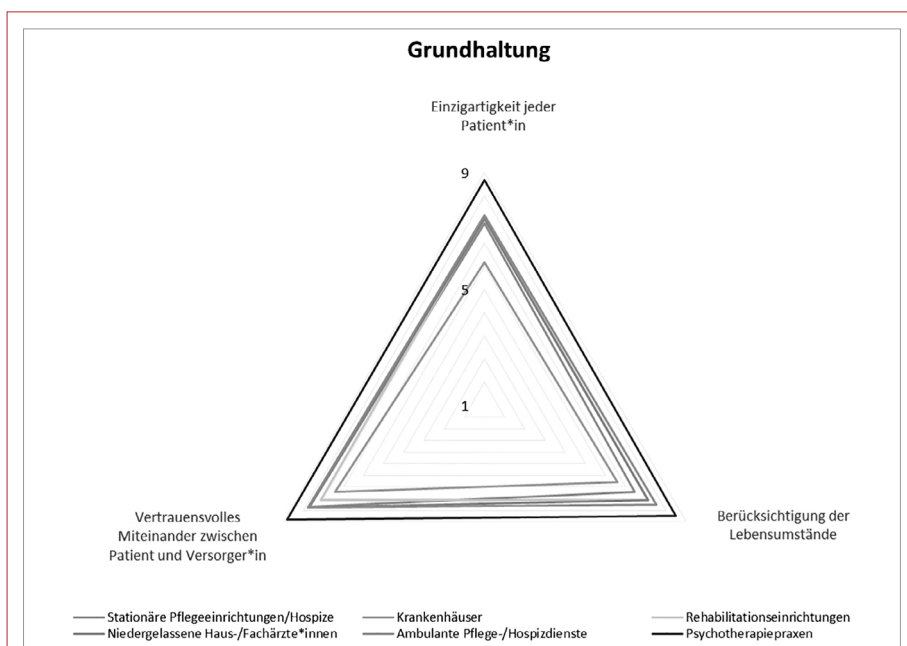 Grundhaltung
Einzigartigkeit jeder
Patient*in
9
5
1
Vertrauensvolles
Miteinander zwischen
Patient und Versorger*in
Berücksichtigung der
Lebensumstände
Stationäre Pflegeeinrichtungen/Hospize
Krankenhäuser
Rehabilitationseinrichtungen
Niedergelassene Haus-/Fachärzte*innen
Ambulante Pflege-/Hospizdienste
Psychotherapiepraxen